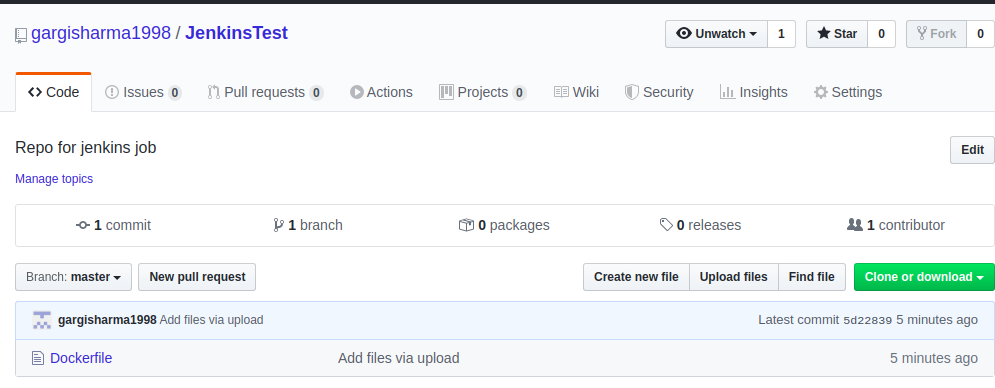 gargisharma1998 / JenkinsTest Unwatch 1 Star 0 Fork 0
Code Issues 0 Pull requests 0 Actions Projects 0 Wiki Security Insights Settings
Repo for jenkins job Edit
Manage topics
1 commit 1 branch 0 packages 0 releases 1 contributor
Branch: master New pull request Create new file Upload files Find file Clone or download
gargisharma1998 Add files via upload Latest commit 5d22839 5 minutes ago
Dockerfile Add files via upload 5 minutes ago